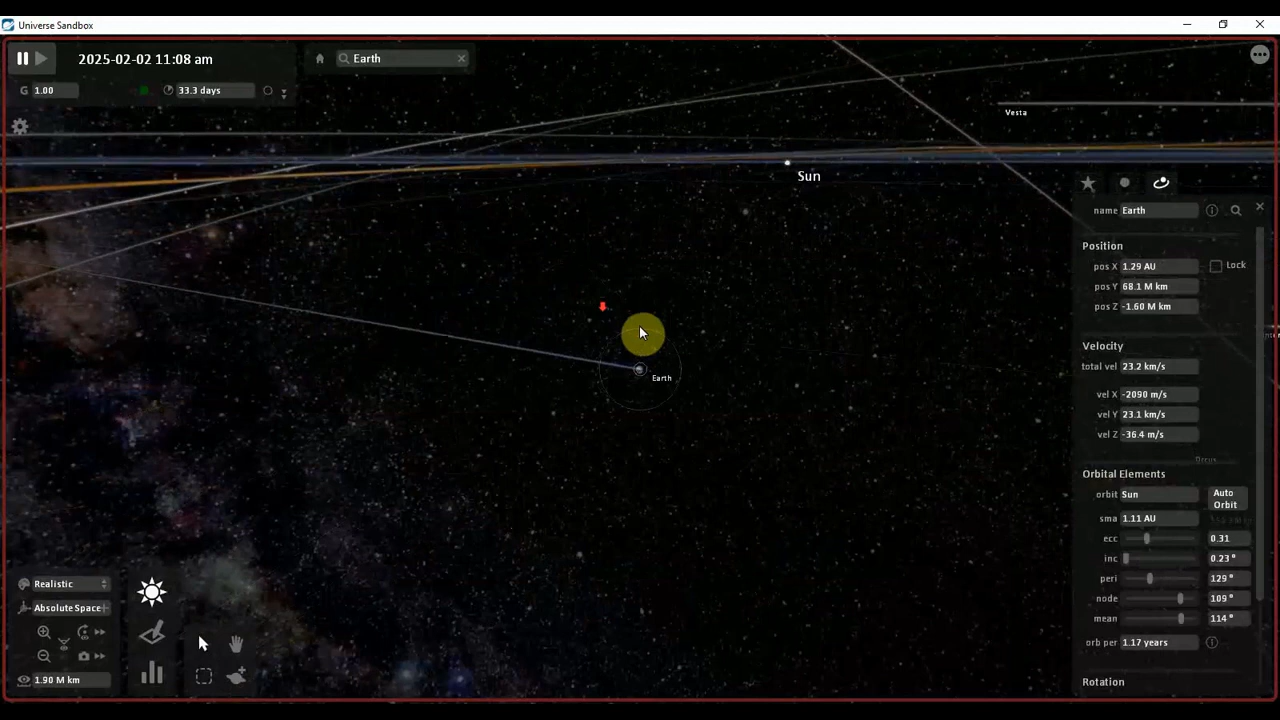 Universe Sandbox
2025-02-02 11:08 am
Earth
G 1.00
33.3 days
Vesta
Sun
name Earth
Position
pos X 1.29 AU Lock
pos Y 68.1 M km
pos Z -1.60 M km
Velocity
total vel 23.2 km/s
vel X -2090 m/s
vel Y 23.1 km/s
vel Z -36.4 m/s
Earth
Orcus
Orbital Elements
orbit Sun Auto Orbit
sma 1.11 AU
ecc 0.31
inc 0.23°
peri 129°
node 109°
mean 114°
orb per 1.17 years
Rotation
Realistic
Absolute Space
1.90 M km